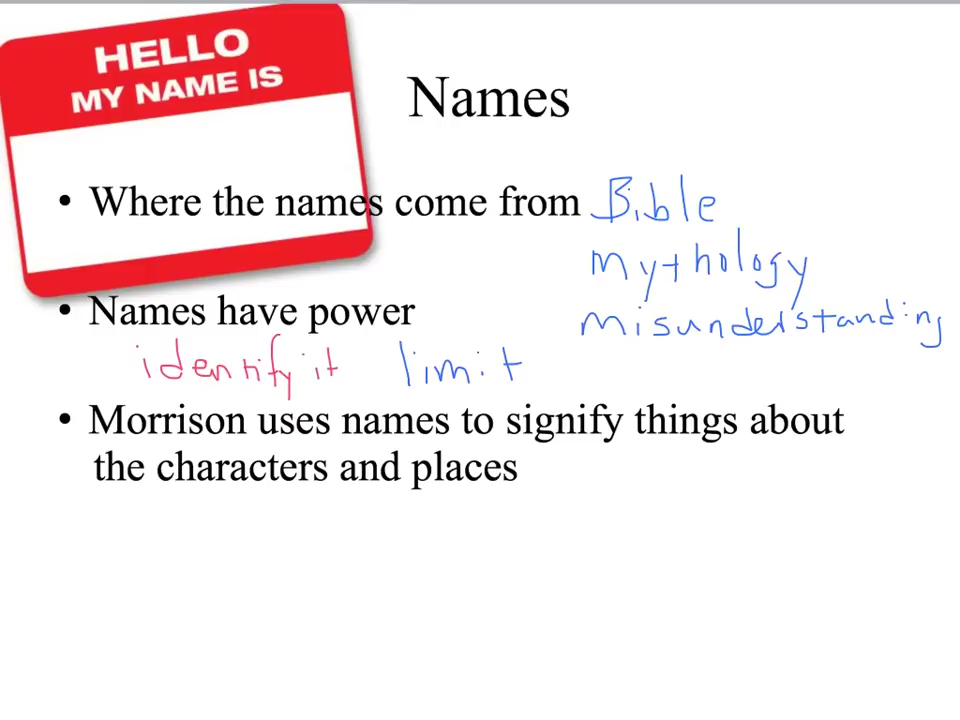 HELLO
MY NAME IS
Names
• Where the names come from Bible
Mythology
• Names have power misunderstanding
identify it limit
• Morrison uses names to signify things about
the characters and places